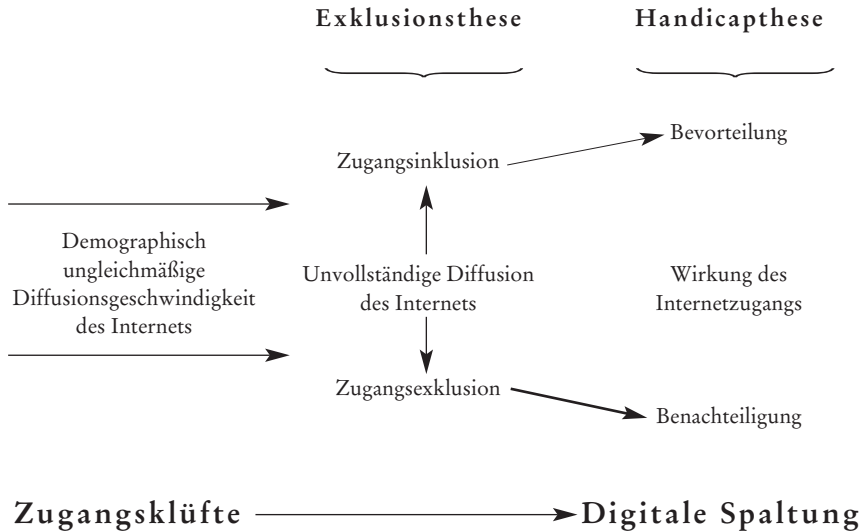 Exklusionsthese
Handicapthese
Bevorteilung
Zugangsinklusion
Demographisch
ungleichmäßige
Diffusionsgeschwindigkeit
des Internets
Unvollständige Diffusion
des Internets
Wirkung des
Internetzugangs
Zugangsexklusion
Benachteiligung
Zugangsklüfte
Digitale Spaltung